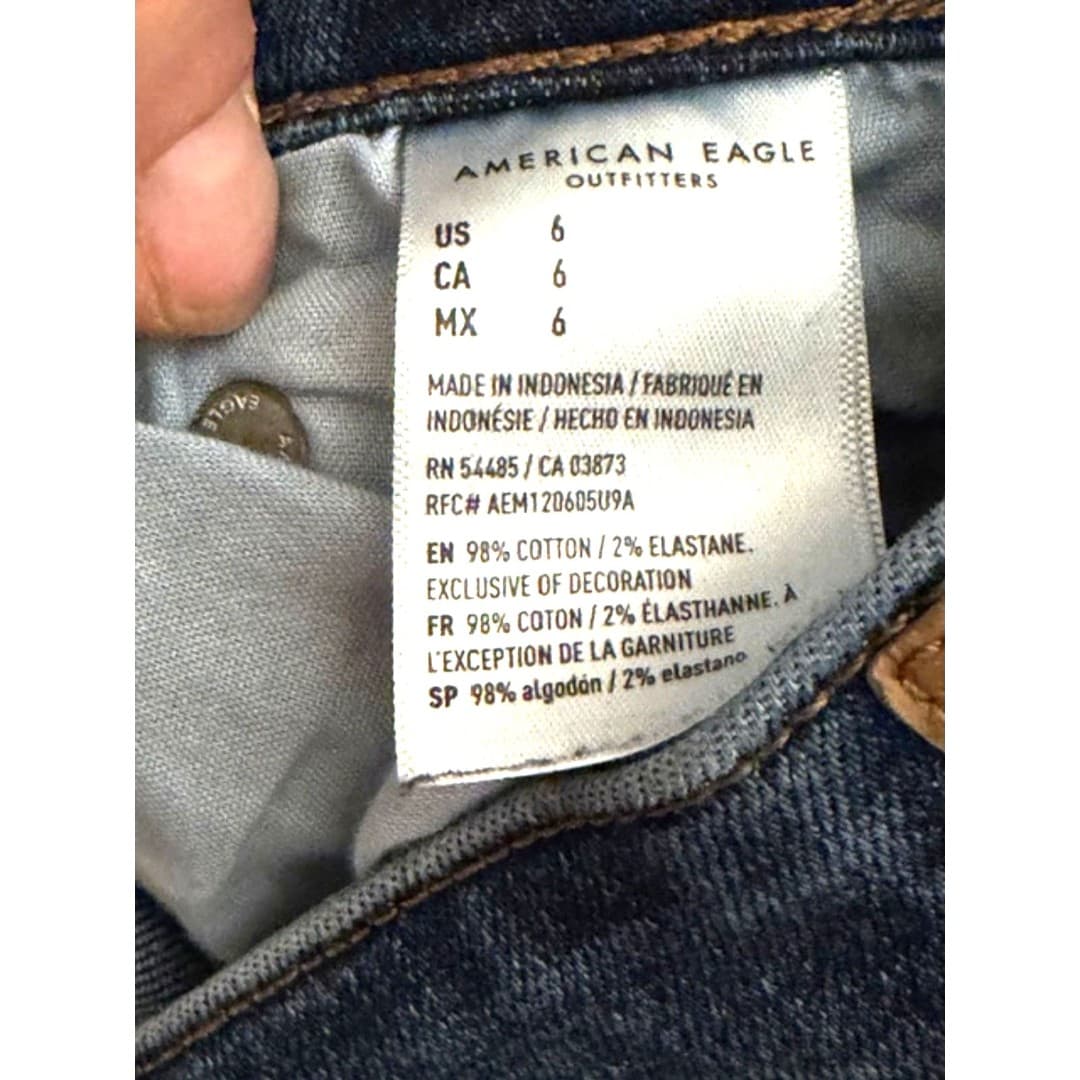 AMERICAN EAGLE
OUTFITTERS
US 6
CA 6
MX 6
MADE IN INDONESIA / FABRIQUÉ EN
INDONÉSIE / HECHO EN INDONESIA
RN 54485 / CA 03873
RFC# AEM120605U9A
EN 98% COTTON / 2% ELASTANE.
EXCLUSIVE OF DECORATION
FR 98% COTON / 2% ÉLASTHANNE. À
L'EXCEPTION DE LA GARNITURE
SP 98% algodón / 2% elastano
EAGLE